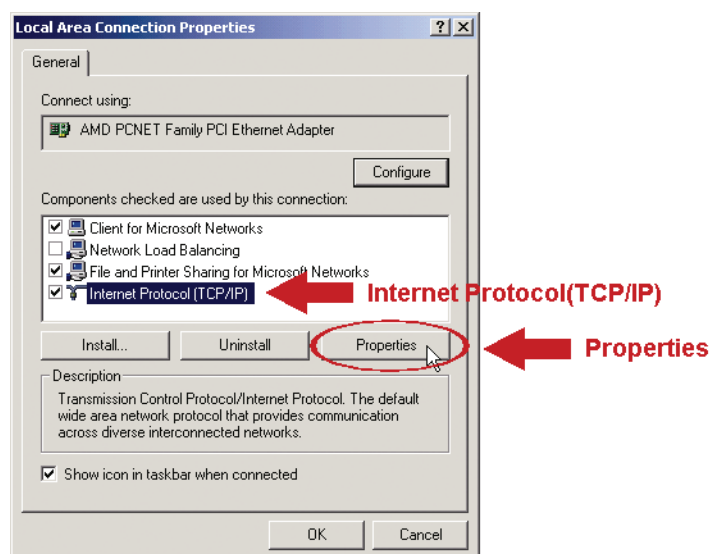 Local Area Connection Properties
General
Connect using:
AMD PCNET Family PCI Ethernet Adapter
Configure
Components checked are used by this connection:
Client for Microsoft Networks
Network Load Balancing
File and Printer Sharing for Microsoft Networks
Internet Protocol (TCP/IP)
Internet Protocol(TCP/IP)
Install...
Uninstall
Properties
Properties
Description
Transmission Control Protocol/Internet Protocol. The default
wide area network protocol that provides communication
across diverse interconnected networks.
Show icon in taskbar when connected
OK
Cancel